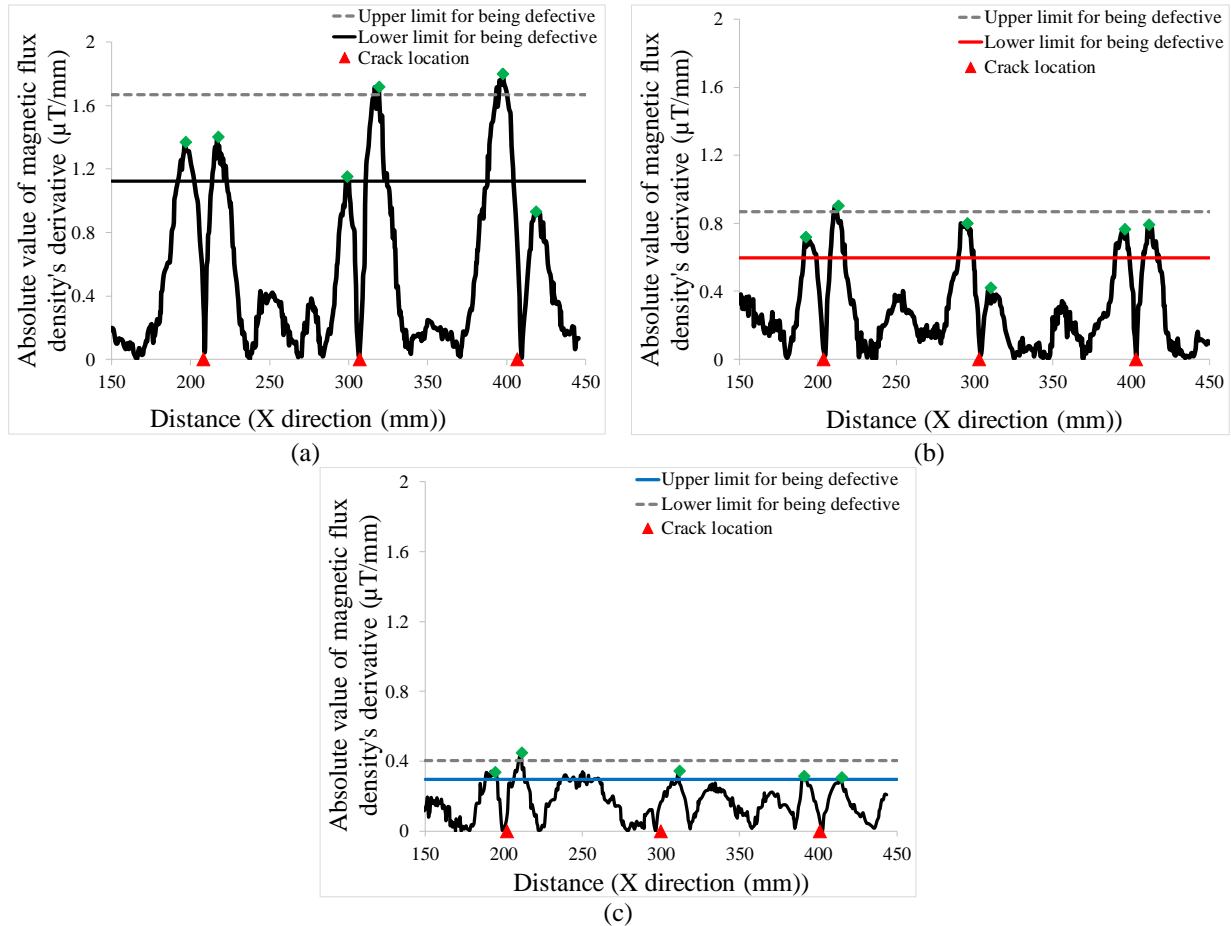 Upper limit for being defective
Lower limit for being defective
Crack location
Absolute value of magnetic flux
density's derivative (µT/mm)
2
1.6
1.2
0.8
0.4
0
150 200 250 300 350 400 450
Distance (X direction (mm))
(a)
Upper limit for being defective
Lower limit for being defective
Crack location
Absolute value of magnetic flux
density's derivative (µT/mm)
2
1.6
1.2
0.8
0.4
0
150 200 250 300 350 400 450
Distance (X direction (mm))
(b)
Upper limit for being defective
Lower limit for being defective
Crack location
Absolute value of magnetic flux
density's derivative (µT/mm)
2
1.6
1.2
0.8
0.4
0
150 200 250 300 350 400 450
Distance (X direction (mm))
(c)